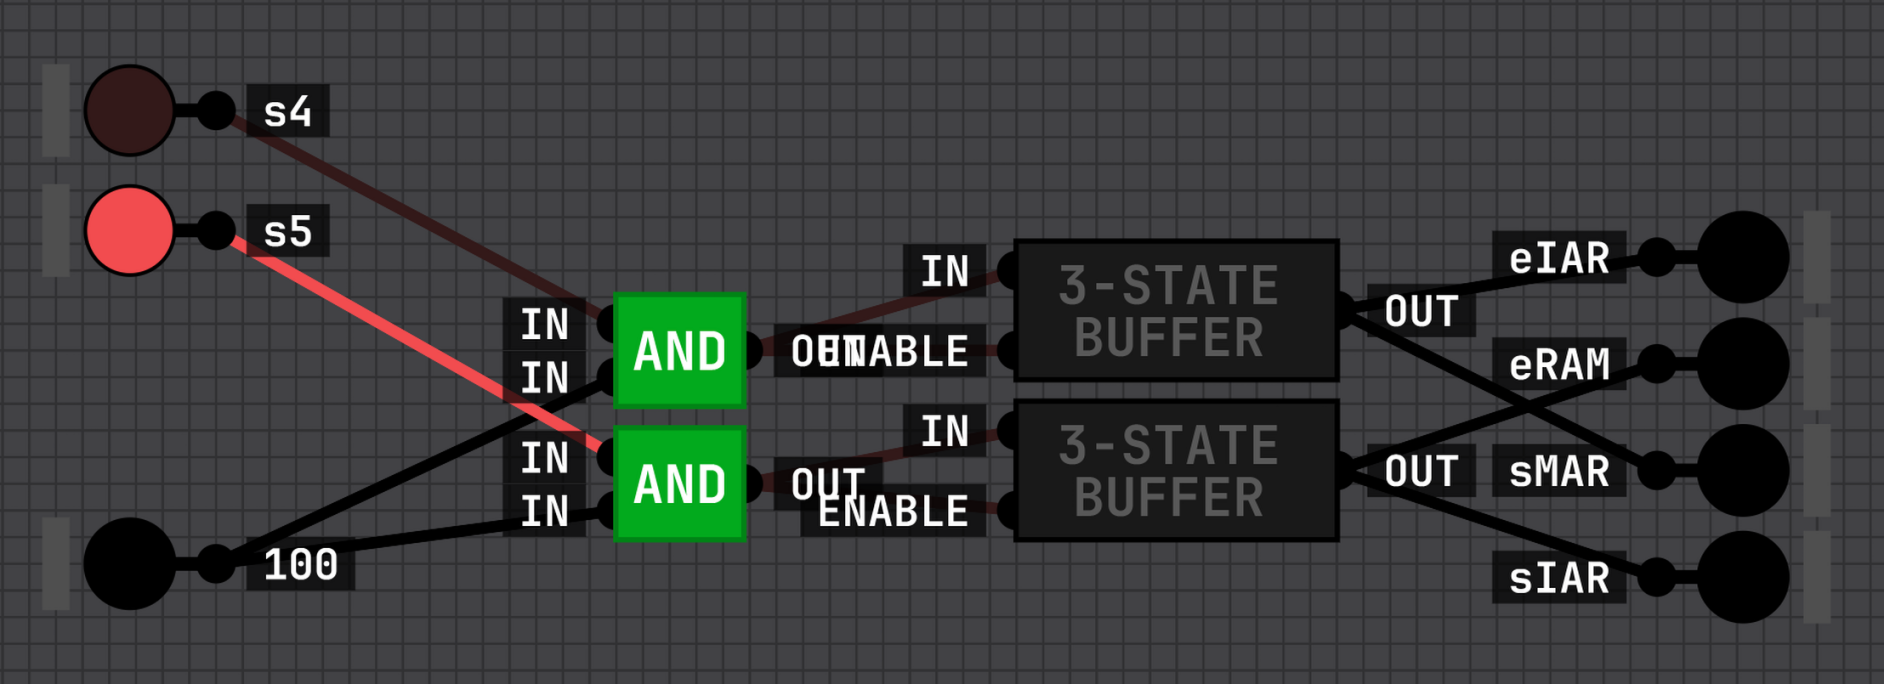 s4
s5
IN
IN
AND
OUT
IN
ENABLE
3-STATE
BUFFER
OUT
IN
IN
AND
OUT
IN
ENABLE
3-STATE
BUFFER
OUT
100
eIAR
eRAM
sMAR
sIAR